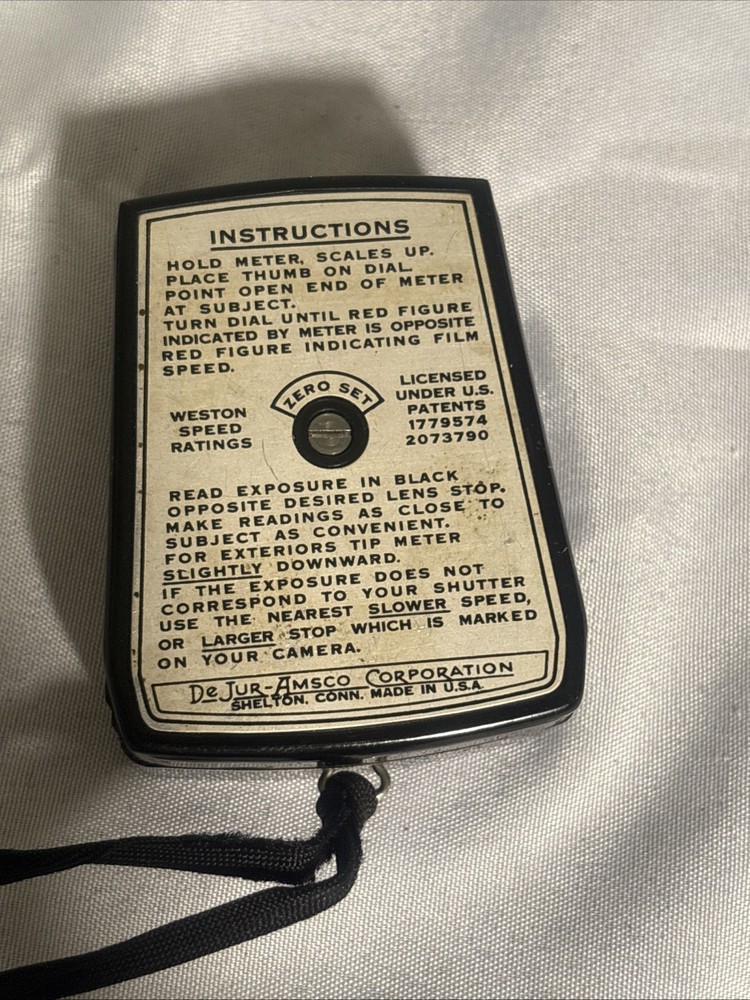 INSTRUCTIONS
HOLD METER, SCALES UP.
PLACE THUMB ON DIAL.
POINT OPEN END OF METER
AT SUBJECT.
TURN DIAL UNTIL RED FIGURE
INDICATED BY METER IS OPPOSITE
RED FIGURE INDICATING FILM
SPEED.
WESTON
SPEED
RATINGS
ZERO SET
LICENSED
UNDER U.S.
PATENTS
1779574
2073790
READ EXPOSURE IN BLACK
OPPOSITE DESIRED LENS STOP.
MAKE READINGS AS CLOSE TO
SUBJECT AS CONVENIENT.
FOR EXTERIORS TIP METER
SLIGHTLY DOWNWARD.
IF THE EXPOSURE DOES NOT
CORRESPOND TO YOUR SHUTTER
USE THE NEAREST SLOWER SPEED,
OR LARGER STOP WHICH IS MARKED
ON YOUR CAMERA.
DeJUR-AMSCO CORPORATION
SHELTON, CONN. MADE IN U.S.A.